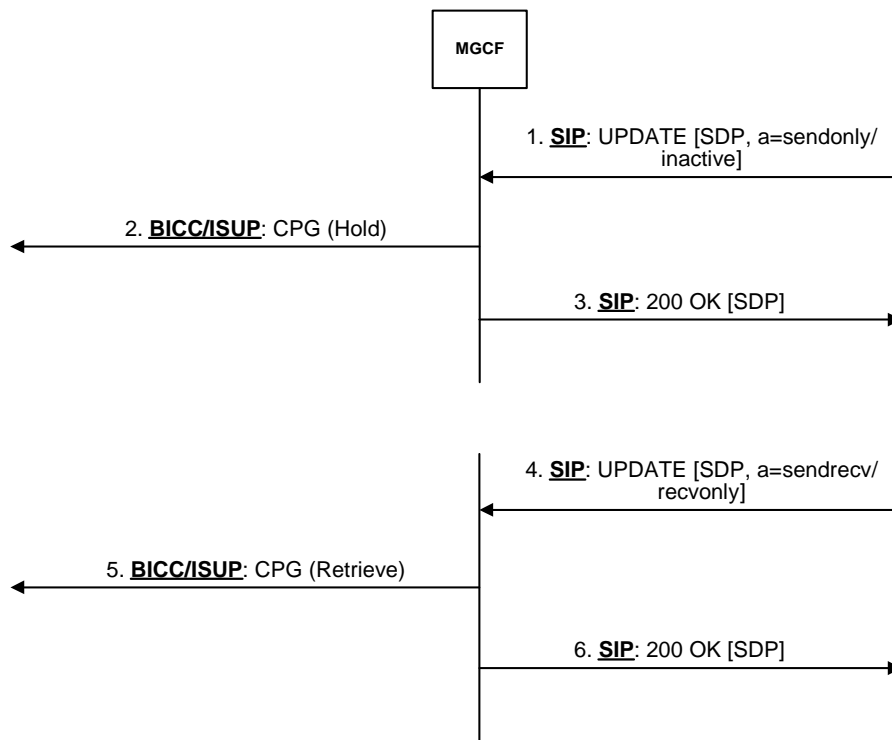 MGCF
1. SIP: UPDATE [SDP, a=sendonly/
inactive]
2. BICC/ISUP: CPG (Hold)
3. SIP: 200 OK [SDP]
4. SIP: UPDATE [SDP, a=sendrecv/
recvonly]
5. BICC/ISUP: CPG (Retrieve)
6. SIP: 200 OK [SDP]